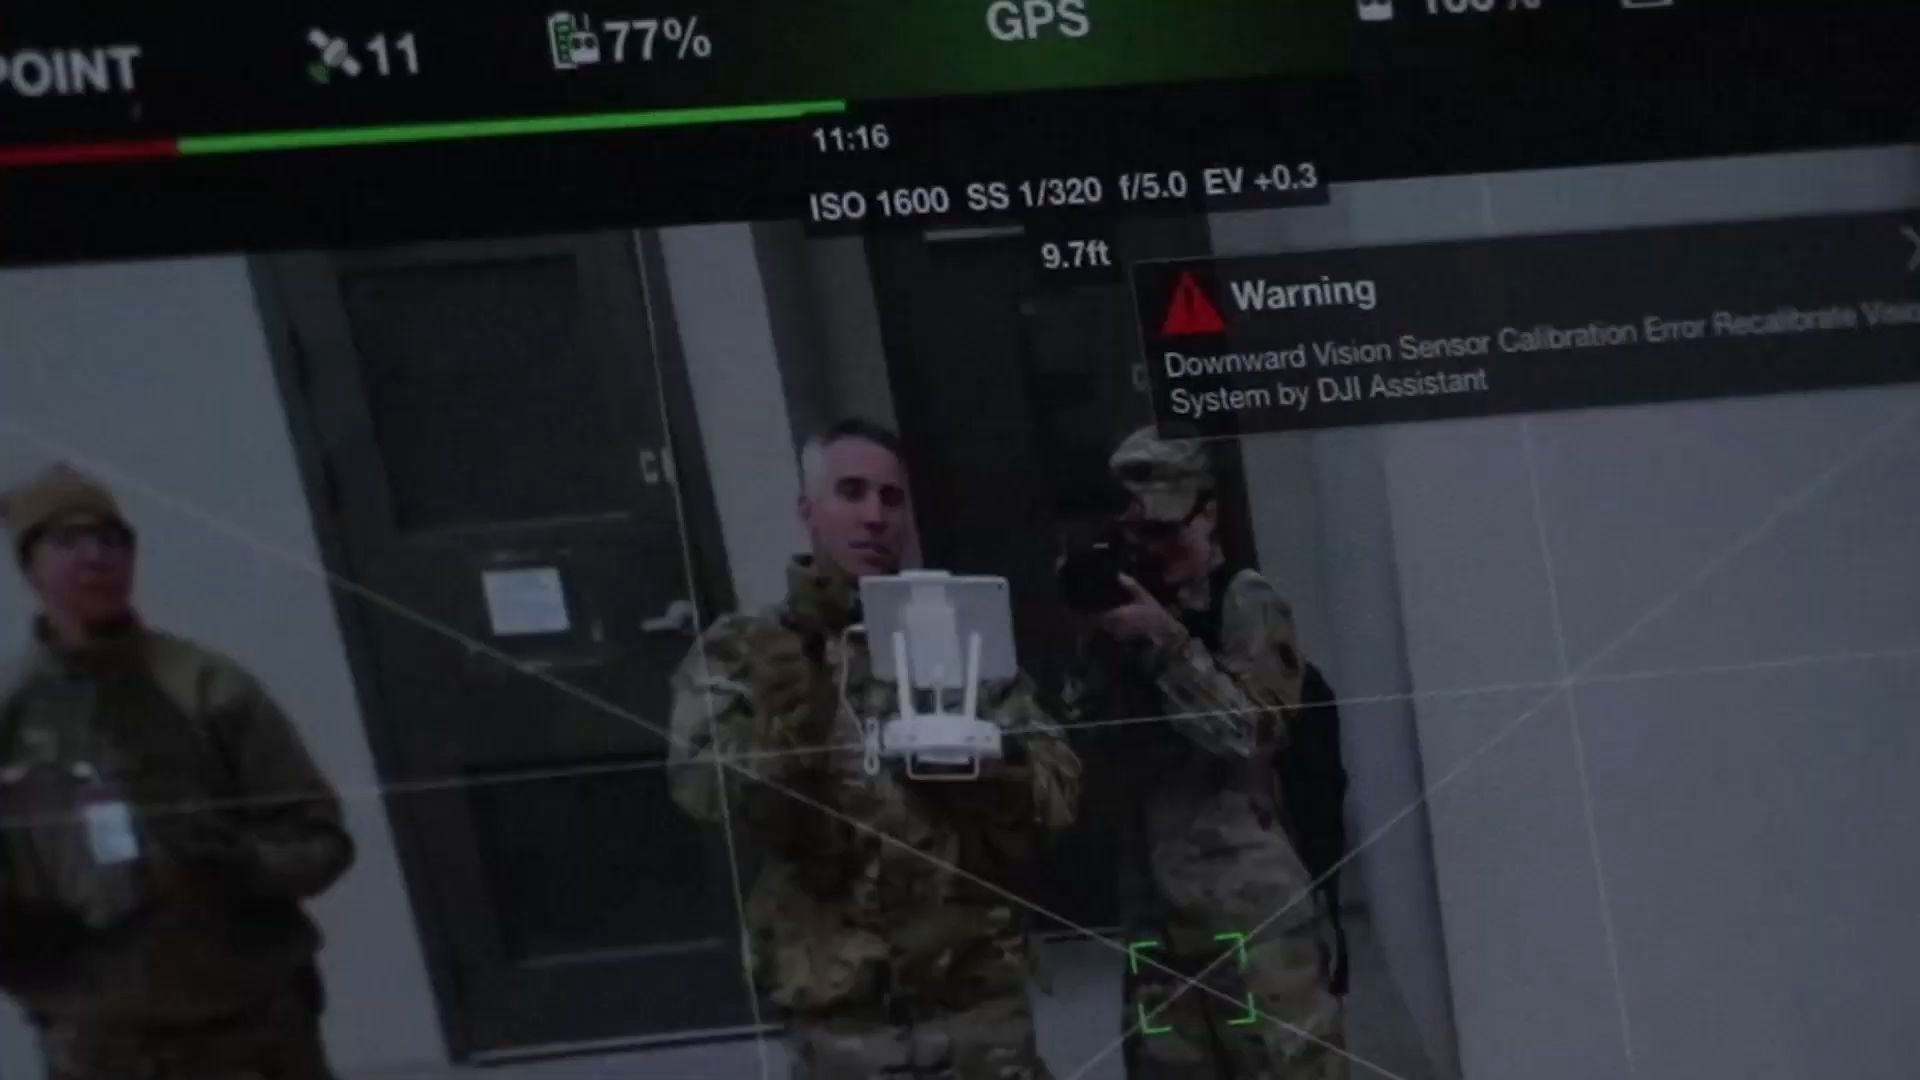 POINT 11 77% GPS
11:16
ISO 1600 SS 1/320 f/5.0 EV +0.3
9.7ft
Warning
Downward Vision Sensor Calibration Error Recalibrate
System by DJI Assistant